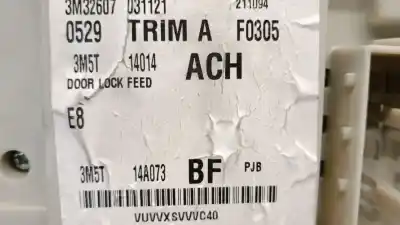 3M32607 031121 211094
0529 TRIM A F0305
3M5T 14014 ACH
DOOR LOCK FEED
E8
3M5T 14A073 BF PJB
VUVVXSVVVC40